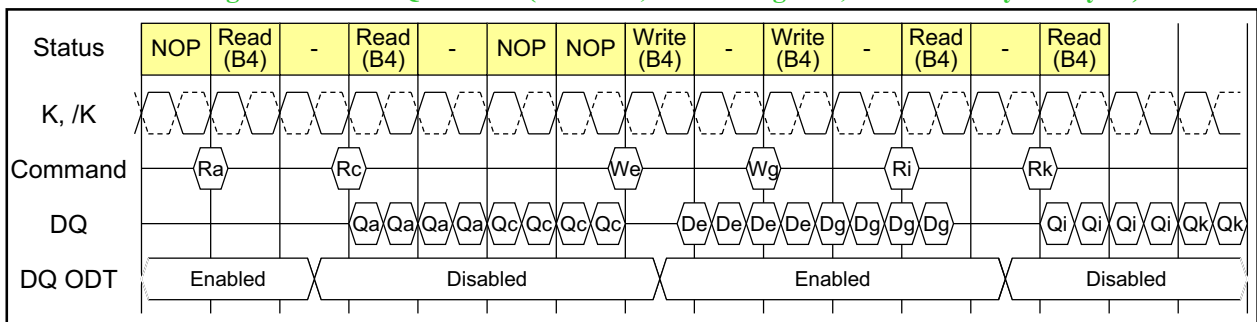 Status NOP Read (B4) - Read (B4) - NOP NOP Write (B4) - Write (B4) - Read (B4) - Read (B4)
K, /K
Command Ra Rc We Wg Ri Rk
DQ Qa Qa Qa Qa Qc Qc Qc Qc De De De De Dg Dg Dg Dg Qi Qi Qi Qi Qk Qk
DQ ODT Enabled Disabled Enabled Disabled